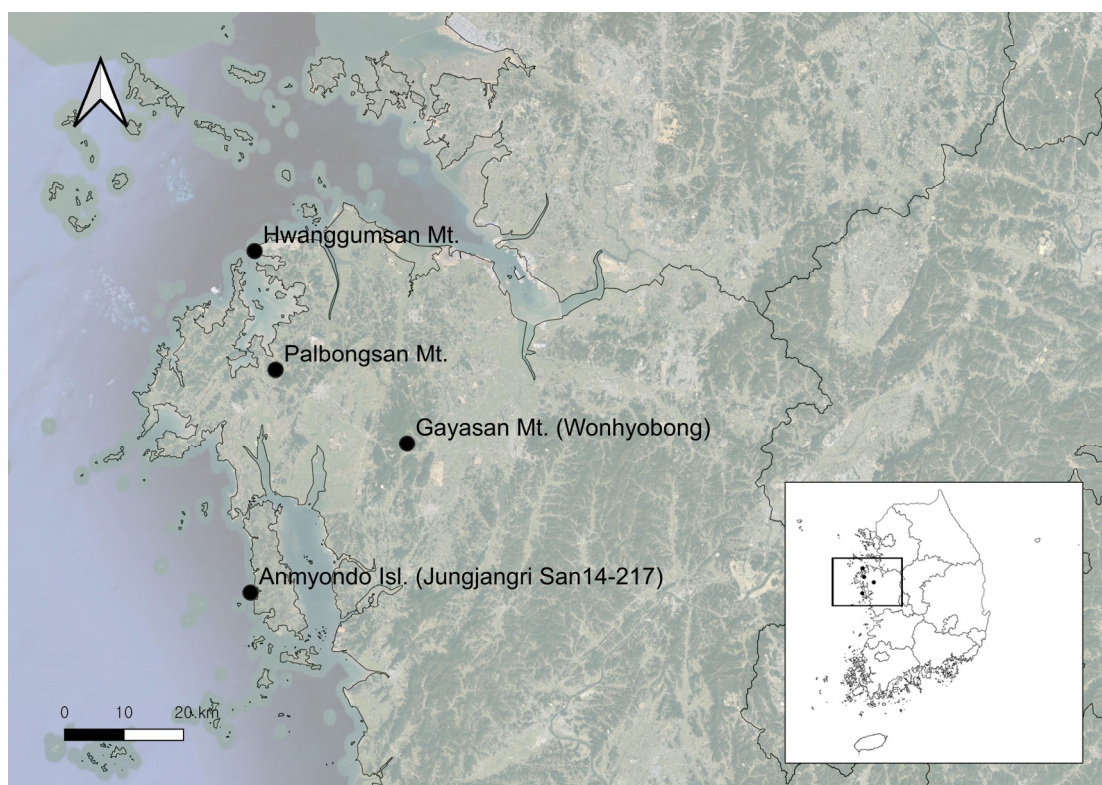 Hwanggumsan Mt.
Palbongsan Mt.
Gayasan Mt. (Wonhyobong)
Anmyondo Isl. (Jungjangri San14-217)
0 10 20 km